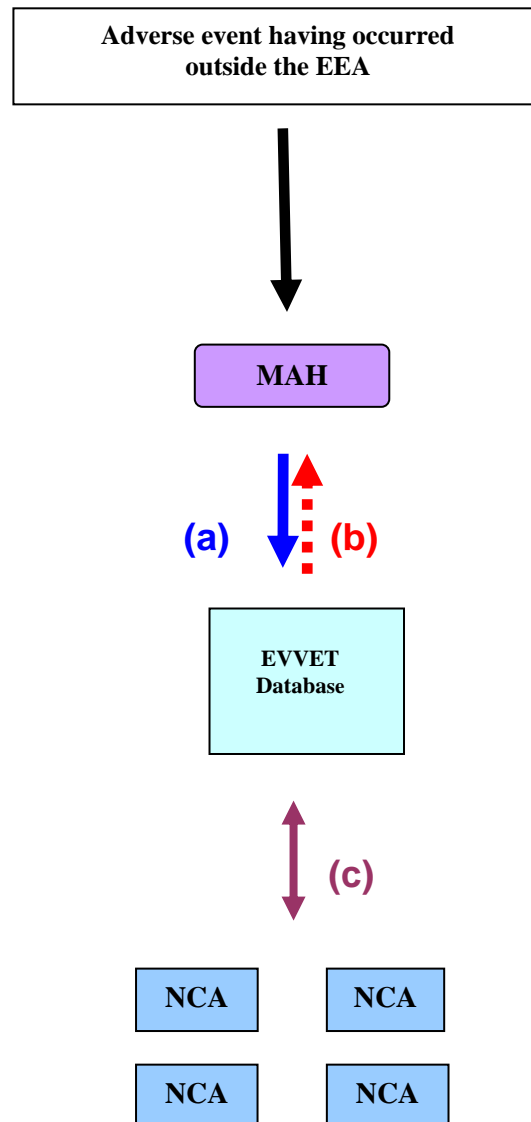 Adverse event having occurred
outside the EEA
MAH
(a)
(b)
EVVET
Database
(c)
NCA
NCA
NCA
NCA